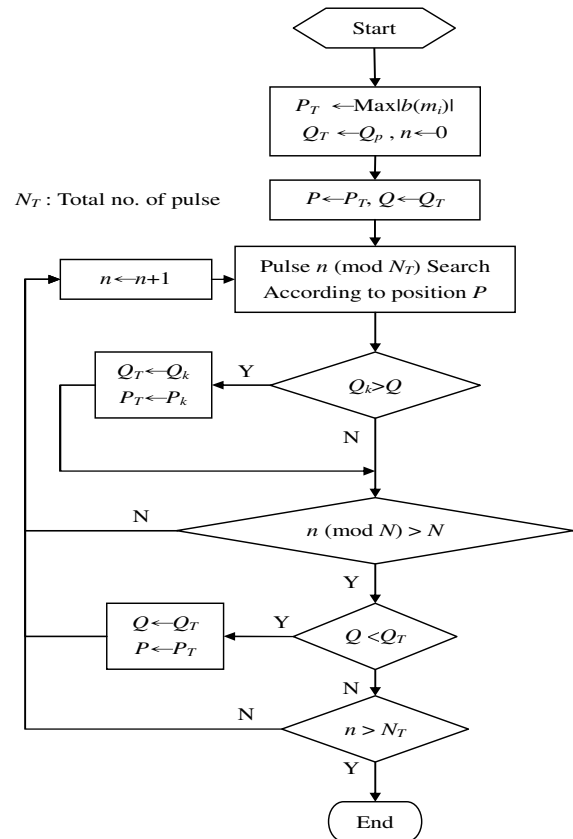 Start
P_T ←Max|b(m_i)|
Q_T ←Q_p , n←0
N_T : Total no. of pulse
P←P_T, Q←Q_T
n←n+1
Pulse n (mod N_T) Search
According to position P
Q_T←Q_k
P_T←P_k
Y
Q_k>Q
N
N
n (mod N) > N
Y
Q←Q_T
P←P_T
Y
Q <Q_T
N
N
n > N_T
Y
End